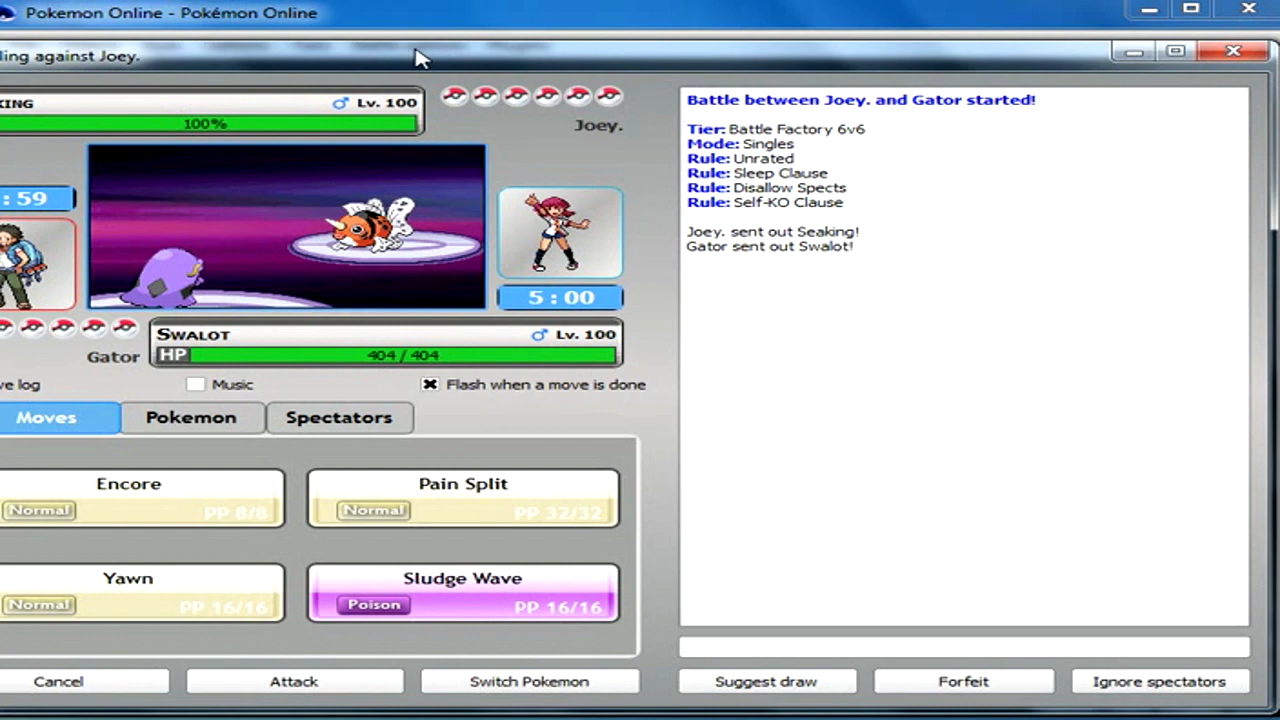 Pokemon Online - Pokémon Online
ling against Joey.
KING ♂ Lv. 100
100%
Joey.
: 59
5 : 00
SWALOT ♂ Lv. 100
HP 404 / 404
Gator
ve log
Music
Flash when a move is done
Moves
Pokemon
Spectators
Encore
Normal PP 8/8
Pain Split
Normal PP 32/32
Yawn
Normal PP 16/16
Sludge Wave
Poison PP 16/16
Cancel
Attack
Switch Pokemon
Battle between Joey. and Gator started!
Tier: Battle Factory 6v6
Mode: Singles
Rule: Unrated
Rule: Sleep Clause
Rule: Disallow Spects
Rule: Self-KO Clause
Joey. sent out Seaking!
Gator sent out Swalot!
Suggest draw
Forfeit
Ignore spectators